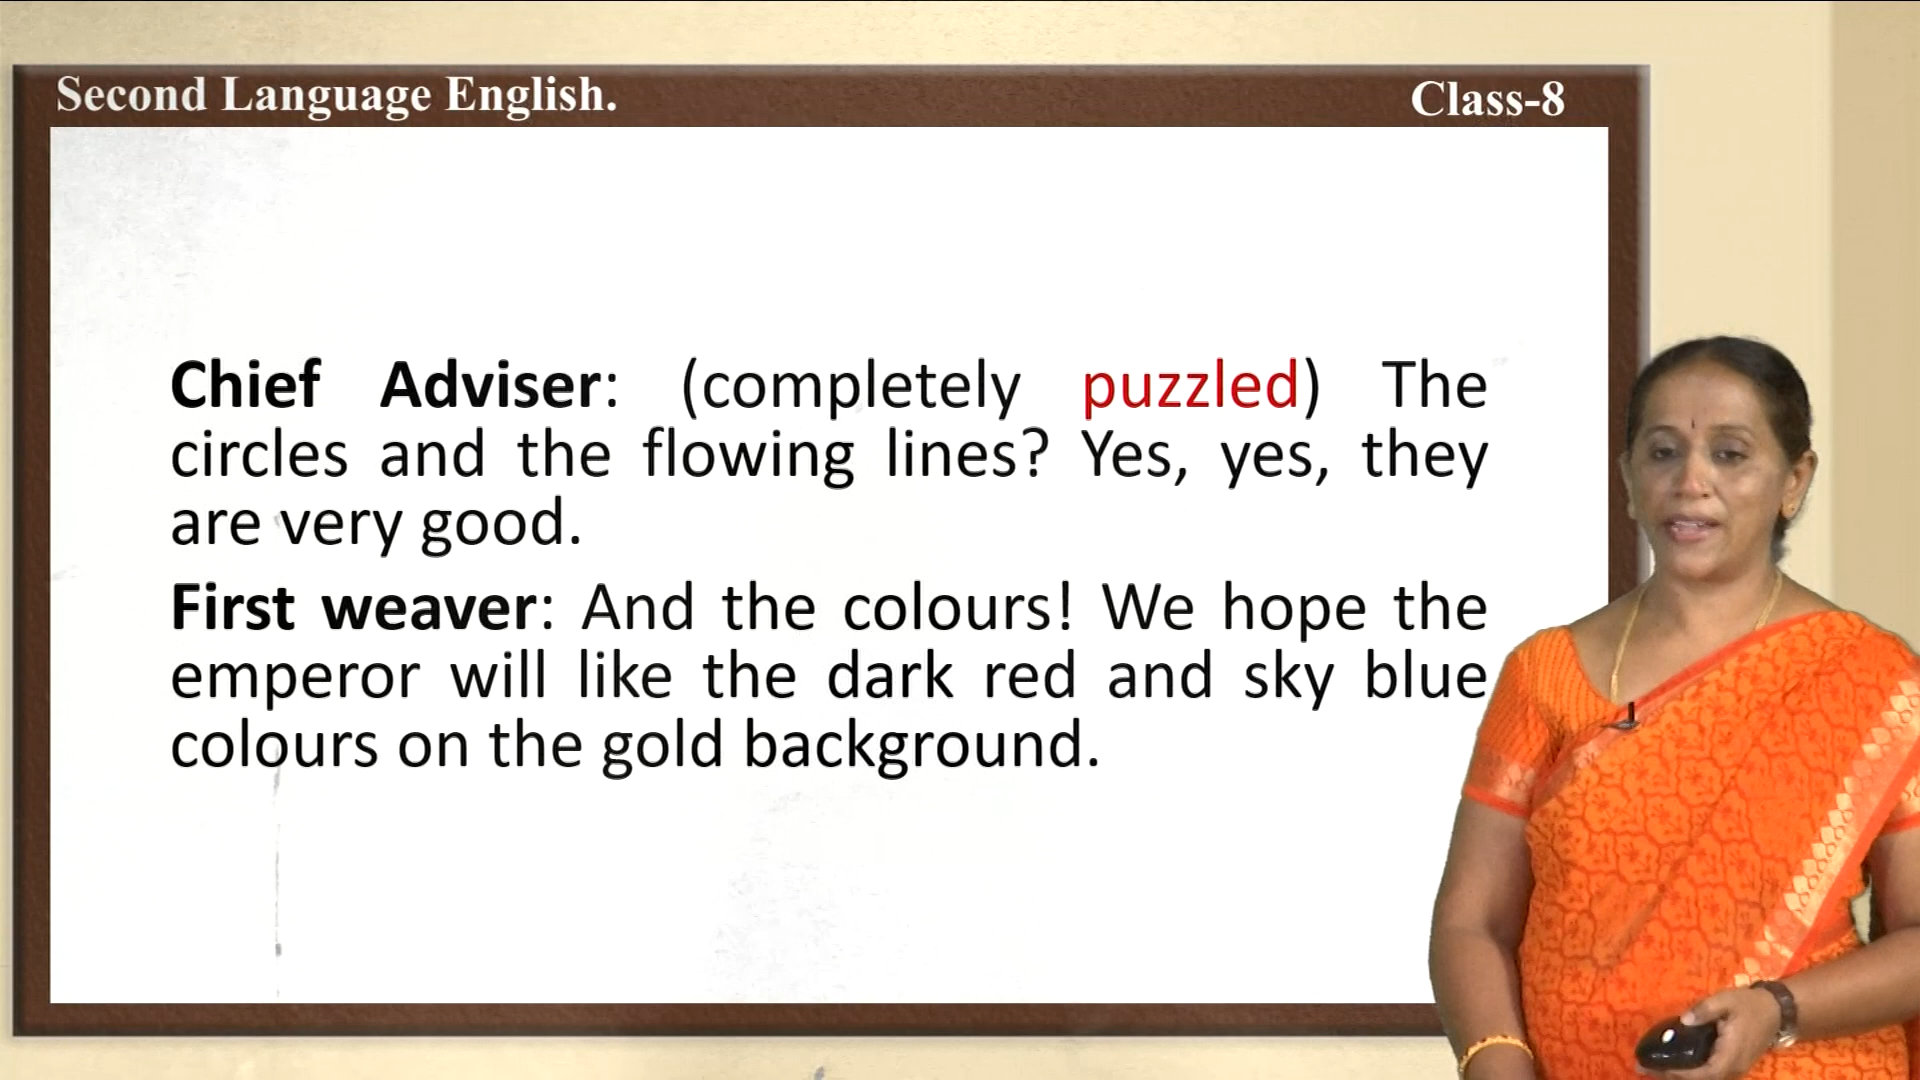 Second Language English.
Class-8
Chief Adviser: (completely puzzled) The
circles and the flowing lines? Yes, yes, they
are very good.
First weaver: And the colours! We hope the
emperor will like the dark red and sky blue
colours on the gold background.